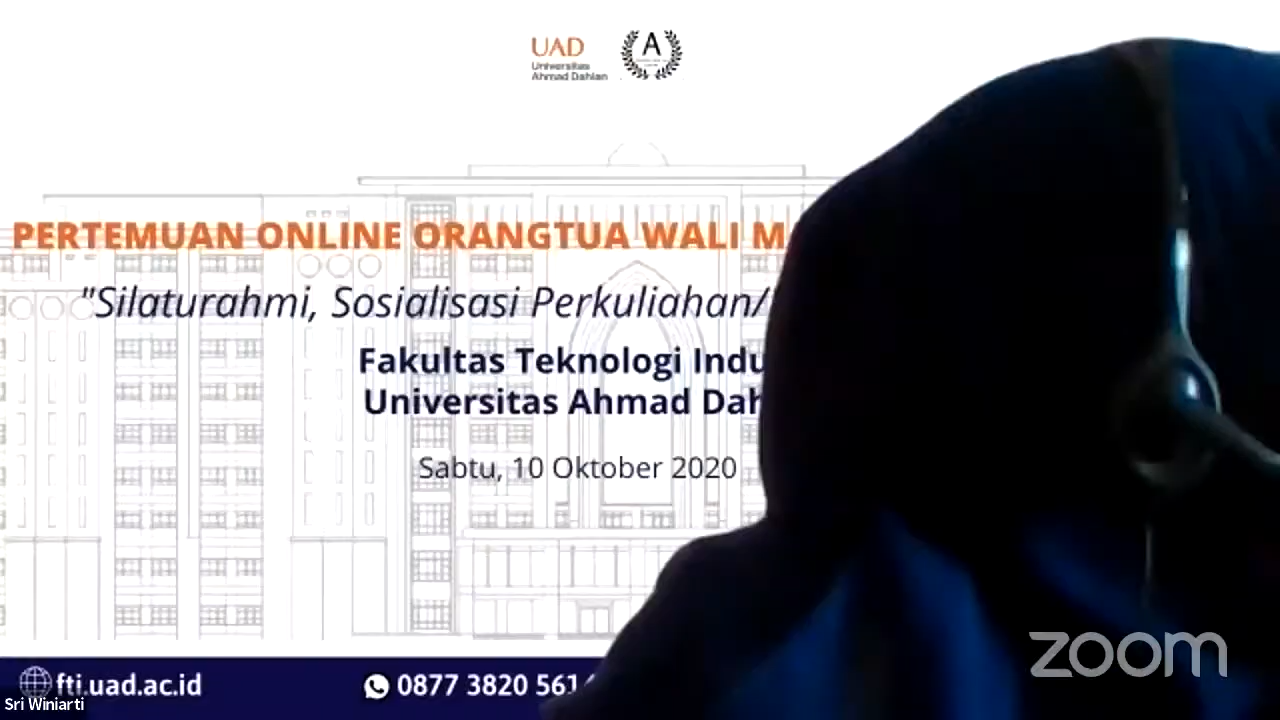 UAD
Universitas
Ahmad Dahlan
A
PERTEMUAN ONLINE ORANGTUA WALI M
"Silaturahmi, Sosialisasi Perkuliahan/
Fakultas Teknologi Indu
Universitas Ahmad Dah
Sabtu, 10 Oktober 2020
fti.uad.ac.id
0877 3820 561
Sri Winiarti
zoom